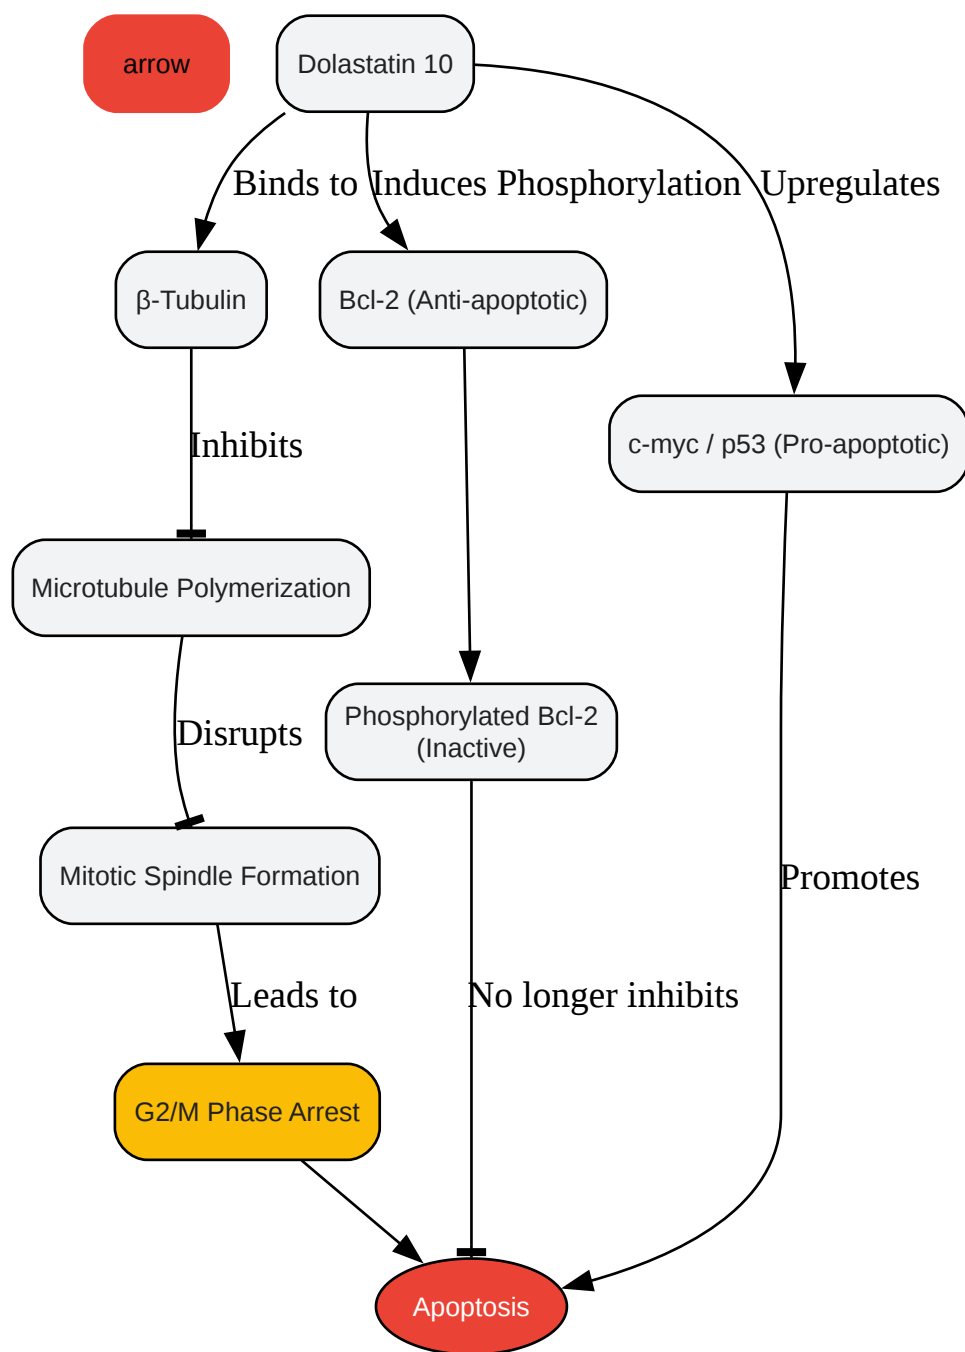 arrow
Dolastatin 10
Binds to
Induces Phosphorylation
Upregulates
β-Tubulin
Bcl-2 (Anti-apoptotic)
Inhibits
c-myc / p53 (Pro-apoptotic)
Microtubule Polymerization
Phosphorylated Bcl-2
(Inactive)
Disrupts
Mitotic Spindle Formation
Promotes
Leads to
No longer inhibits
G2/M Phase Arrest
Apoptosis